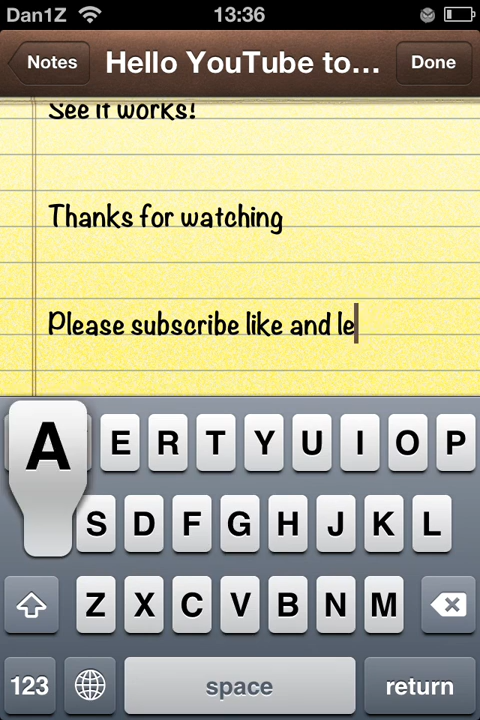 Dan1Z 13:36
Notes Hello YouTube to... Done
See it works!
Thanks for watching
Please subscribe like and le
A E R T Y U I O P
S D F G H J K L
Z X C V B N M
123 space return